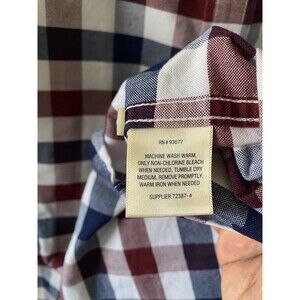 RN# 93677
MACHINE WASH WARM,
ONLY NON-CHLORINE BLEACH
WHEN NEEDED, TUMBLE DRY
MEDIUM, REMOVE PROMPTLY,
WARM IRON WHEN NEEDED
SUPPLIER 72387-4